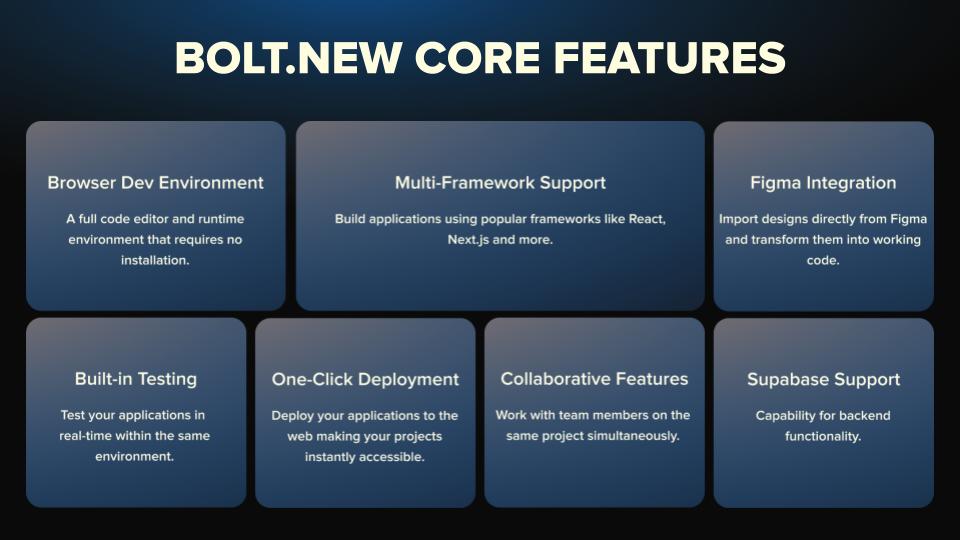 BOLT.NEW CORE FEATURES
Browser Dev Environment
A full code editor and runtime
environment that requires no
installation.
Multi-Framework Support
Build applications using popular frameworks like React,
Next.js and more.
Figma Integration
Import designs directly from Figma
and transform them into working
code.
Built-in Testing
Test your applications in
real-time within the same
environment.
One-Click Deployment
Deploy your applications to the
web making your projects
instantly accessible.
Collaborative Features
Work with team members on the
same project simultaneously.
Supabase Support
Capability for backend
functionality.